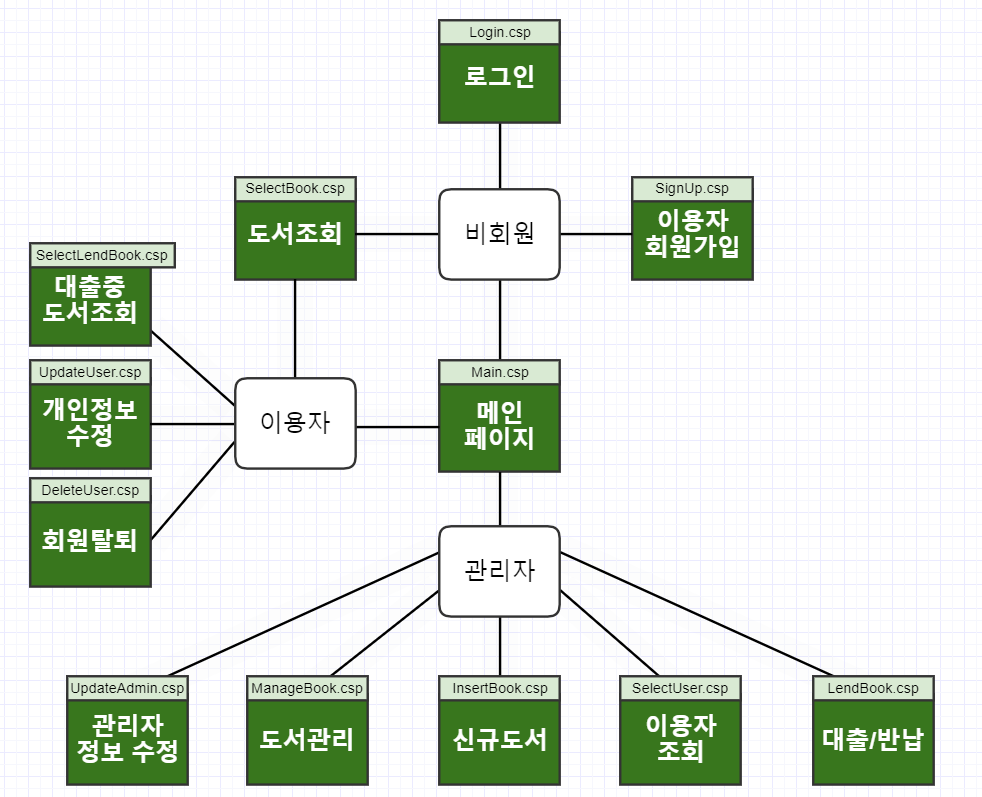 Login.csp
로그인
SelectBook.csp
도서조회
비회원
SignUp.csp
이용자
회원가입
SelectLendBook.csp
대출중
도서조회
UpdateUser.csp
개인정보
수정
DeleteUser.csp
회원탈퇴
이용자
Main.csp
메인
페이지
관리자
UpdateAdmin.csp
관리자
정보 수정
ManageBook.csp
도서관리
InsertBook.csp
신규도서
SelectUser.csp
이용자
조회
LendBook.csp
대출/반납